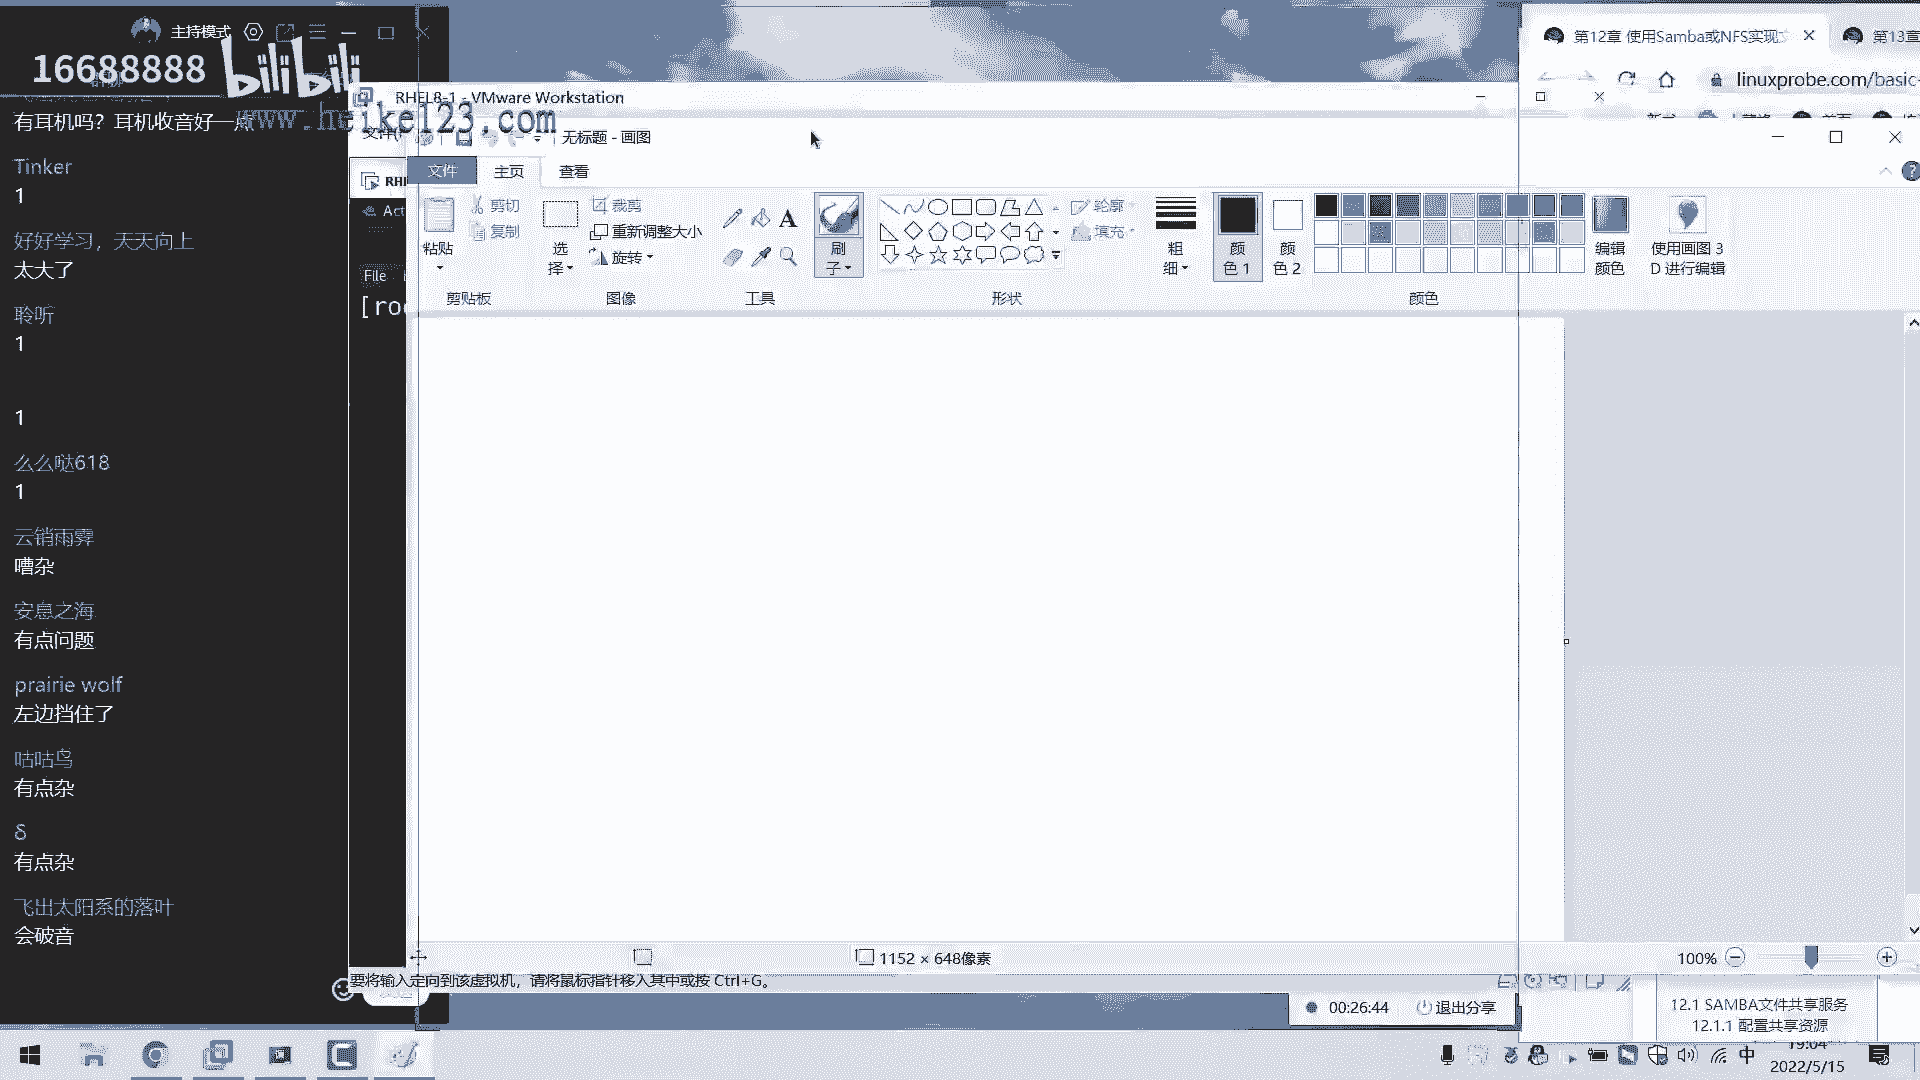 主持模式
16688888 bilibili
www.heike123.com
有耳机吗？耳机收音好一点
Tinker
1
好好学习，天天向上
太大了
聆听
1
1
么么哒618
1
云销雨霁
嘈杂
安息之海
有点问题
prairie wolf
左边挡住了
咕咕鸟
有点杂
δ
有点杂
飞出太阳系的落叶
会破音
RHEL8-1 - VMware Workstation
无标题 - 画图
文件 主页 查看
粘贴
剪切
复制
剪贴板
选择
裁剪
重新调整大小
旋转
图像
A
工具
刷子
形状
轮廓
填充
粗细
颜色 1
颜色 2
颜色
编辑颜色
使用画图 3D 进行编辑
Act
File
[roo
1152 × 648像素
100%
要将输入定向到该虚拟机，请将鼠标指针移入其中或按 Ctrl+G。
00:26:44 退出分享
第12章 使用Samba或NFS实现文
第13章
linuxprobe.com/basic-
12.1 SAMBA文件共享服务
12.1.1 配置共享资源
中
19:04
2022/5/15